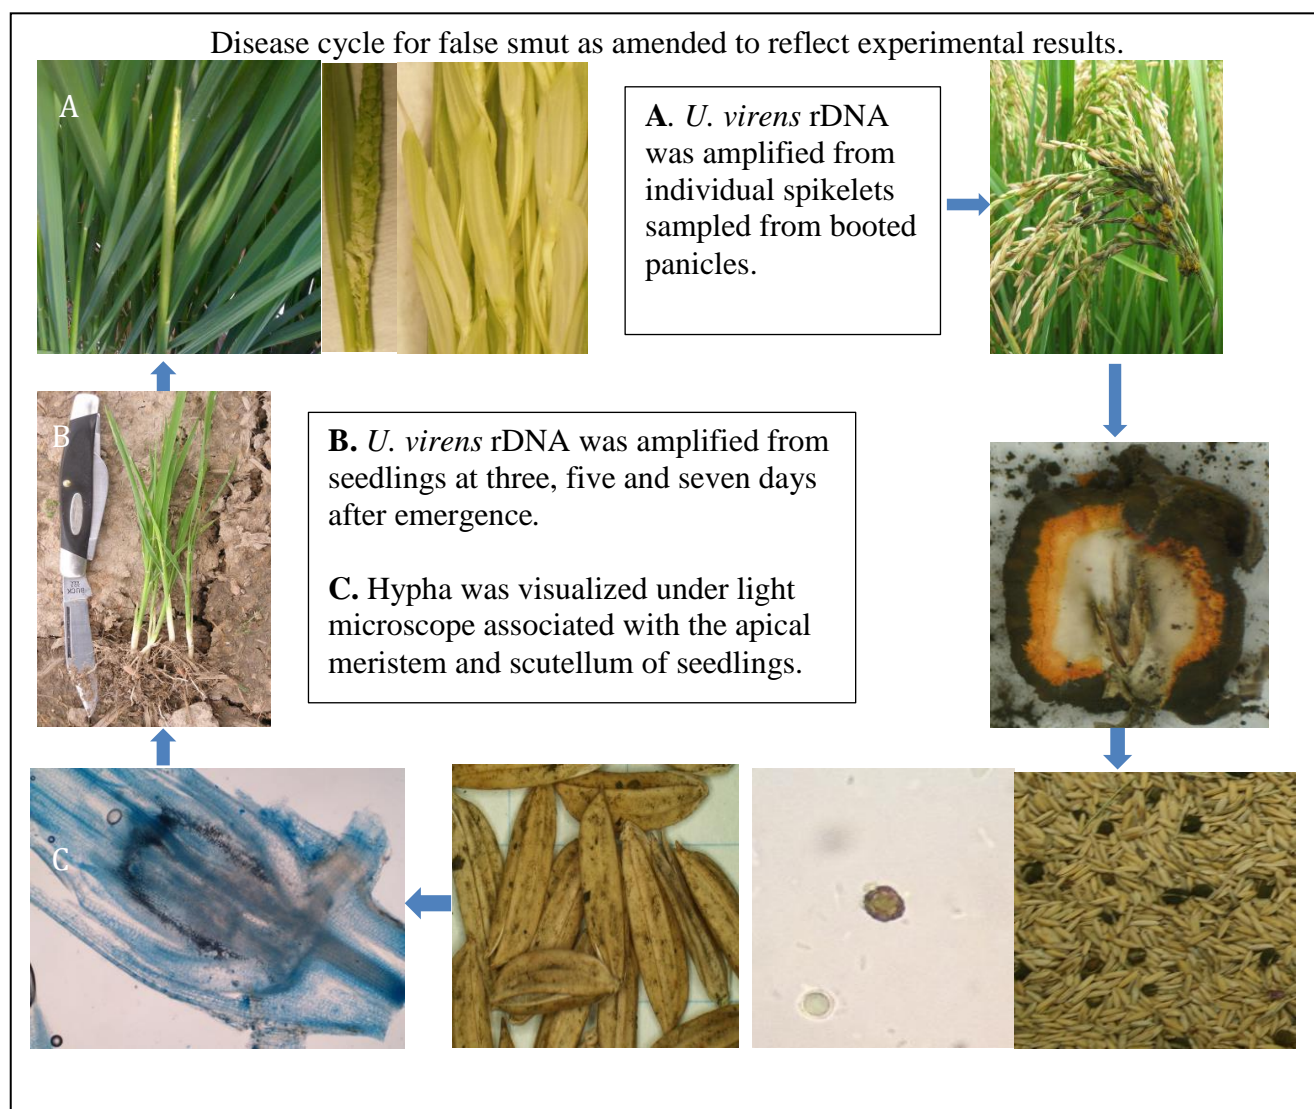 Disease cycle for false smut as amended to reflect experimental results.
A
A. U. virens rDNA
was amplified from
individual spikelets
sampled from booted
panicles.
B
B. U. virens rDNA was amplified from
seedlings at three, five and seven days
after emergence.
C. Hypha was visualized under light
microscope associated with the apical
meristem and scutellum of seedlings.
C